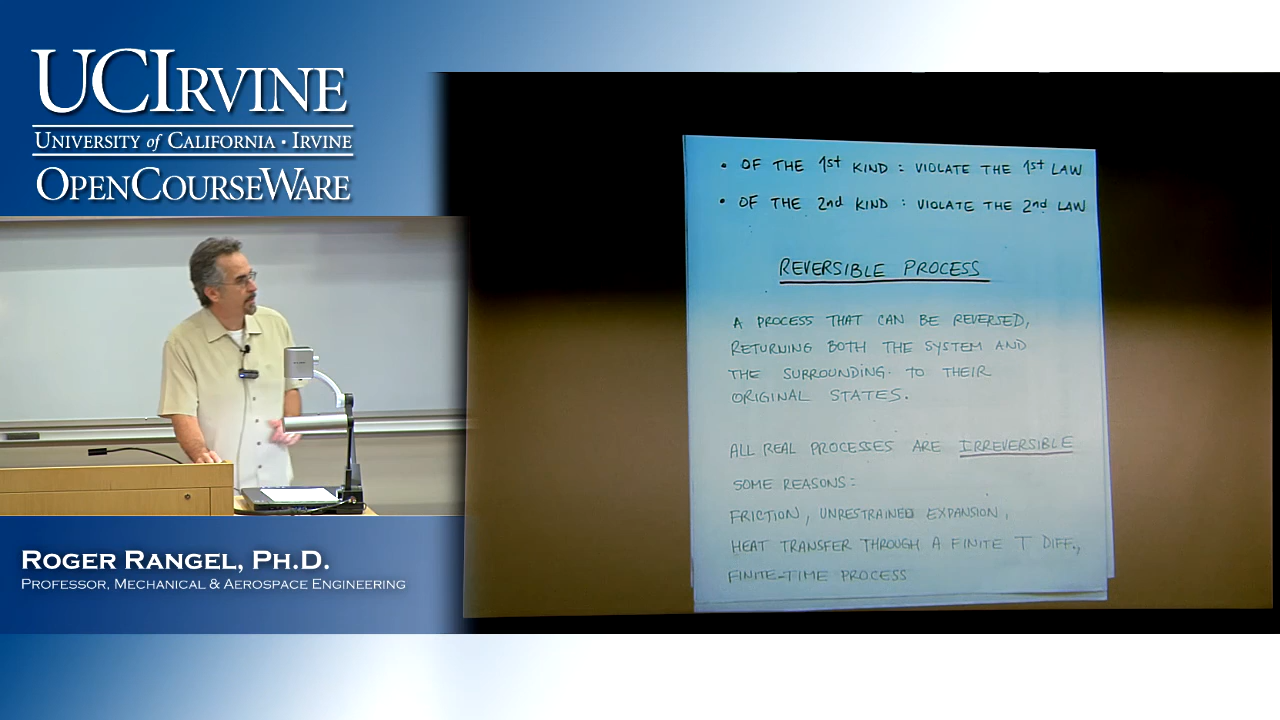 UCIRVINE
UNIVERSITY of CALIFORNIA · IRVINE
OPENCOURSEWARE
• OF THE 1st KIND : VIOLATE THE 1st LAW
• OF THE 2nd KIND : VIOLATE THE 2nd LAW
REVERSIBLE PROCESS
A PROCESS THAT CAN BE REVERSED,
RETURNING BOTH THE SYSTEM AND
THE SURROUNDING TO THEIR
ORIGINAL STATES.
ALL REAL PROCESSES ARE IRREVERSIBLE
SOME REASONS:
FRICTION, UNRESTRAINED EXPANSION,
HEAT TRANSFER THROUGH A FINITE T DIFF.,
FINITE-TIME PROCESS
ROGER RANGEL, PH.D.
PROFESSOR, MECHANICAL & AEROSPACE ENGINEERING